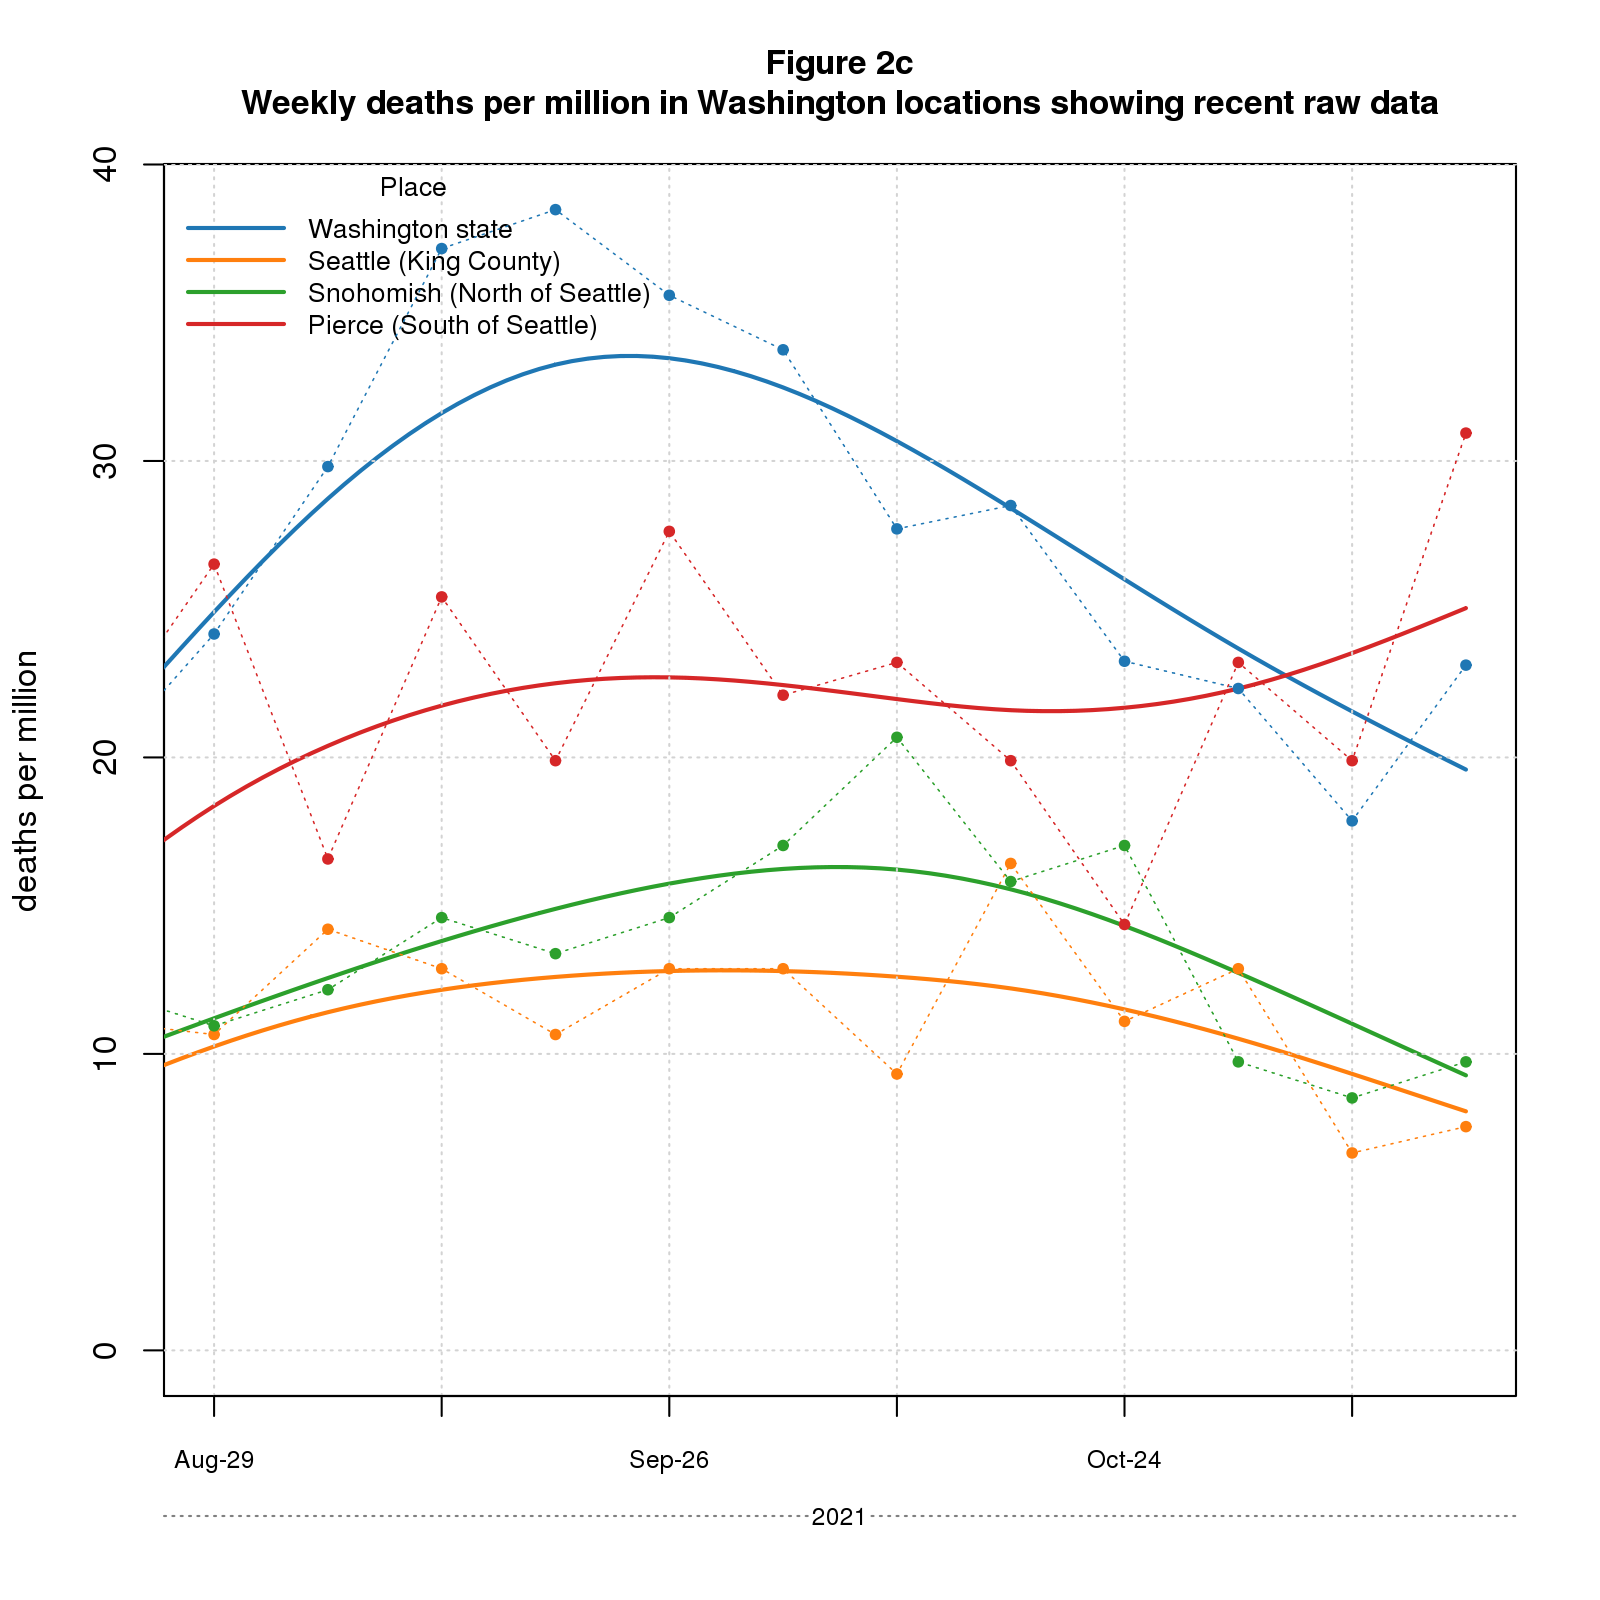 Figure 2c
Weekly deaths per million in Washington locations showing recent raw data
40
30
20
10
0
deaths per million
Place
Washington state
Seattle (King County)
Snohomish (North of Seattle)
Pierce (South of Seattle)
Aug-29
Sep-26
Oct-24
2021